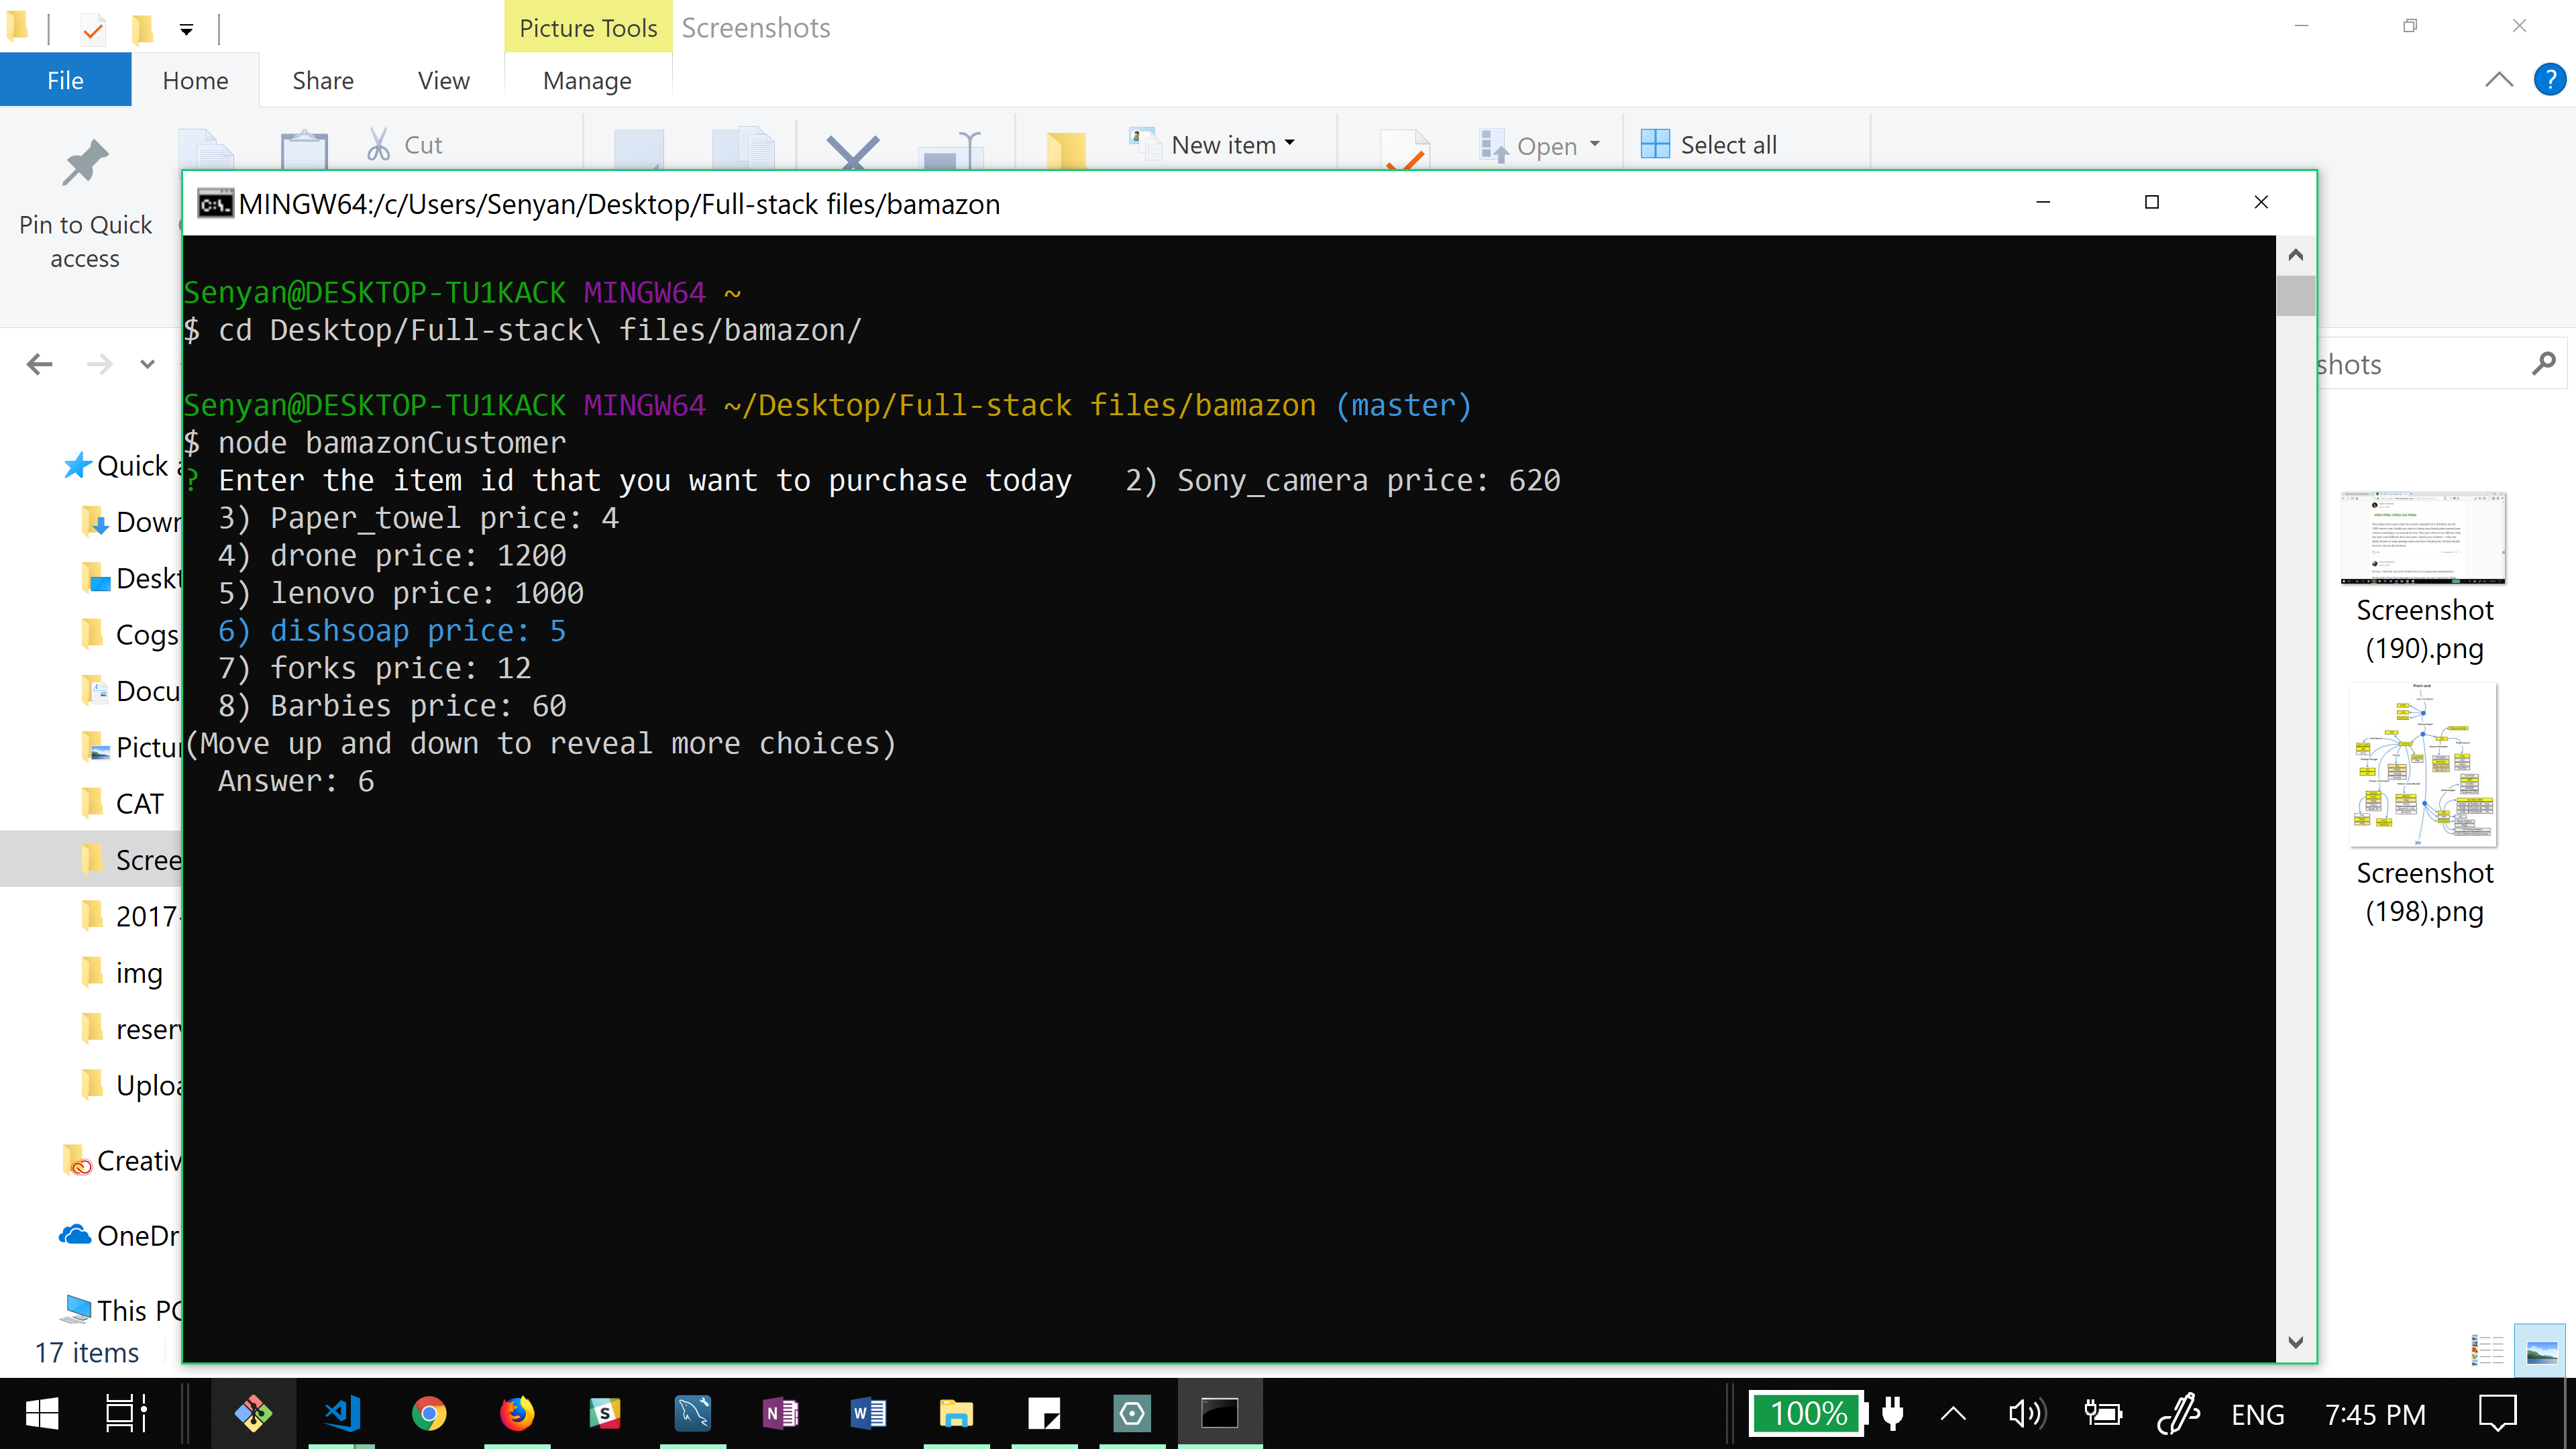 Picture Tools
Screenshots
File
Home
Share
View
Manage
?
Pin to Quick access
Cut
New item
Open
Select all
MINGW64:/c/Users/Senyan/Desktop/Full-stack files/bamazon
Senyan@DESKTOP-TU1KACK MINGW64 ~
$ cd Desktop/Full-stack\ files/bamazon/
Senyan@DESKTOP-TU1KACK MINGW64 ~/Desktop/Full-stack files/bamazon (master)
$ node bamazonCustomer
? Enter the item id that you want to purchase today   2) Sony_camera price: 620
  3) Paper_towel price: 4
  4) drone price: 1200
  5) lenovo price: 1000
  6) dishsoap price: 5
  7) forks price: 12
  8) Barbies price: 60
(Move up and down to reveal more choices)
  Answer: 6
shots
Quick a
Down
Deskt
Cogs
Docu
Pictur
CAT
Scree
2017-
img
reserv
Uploa
Creativ
OneDr
This PC
17 items
Screenshot
(190).png
Screenshot
(198).png
100%
ENG
7:45 PM